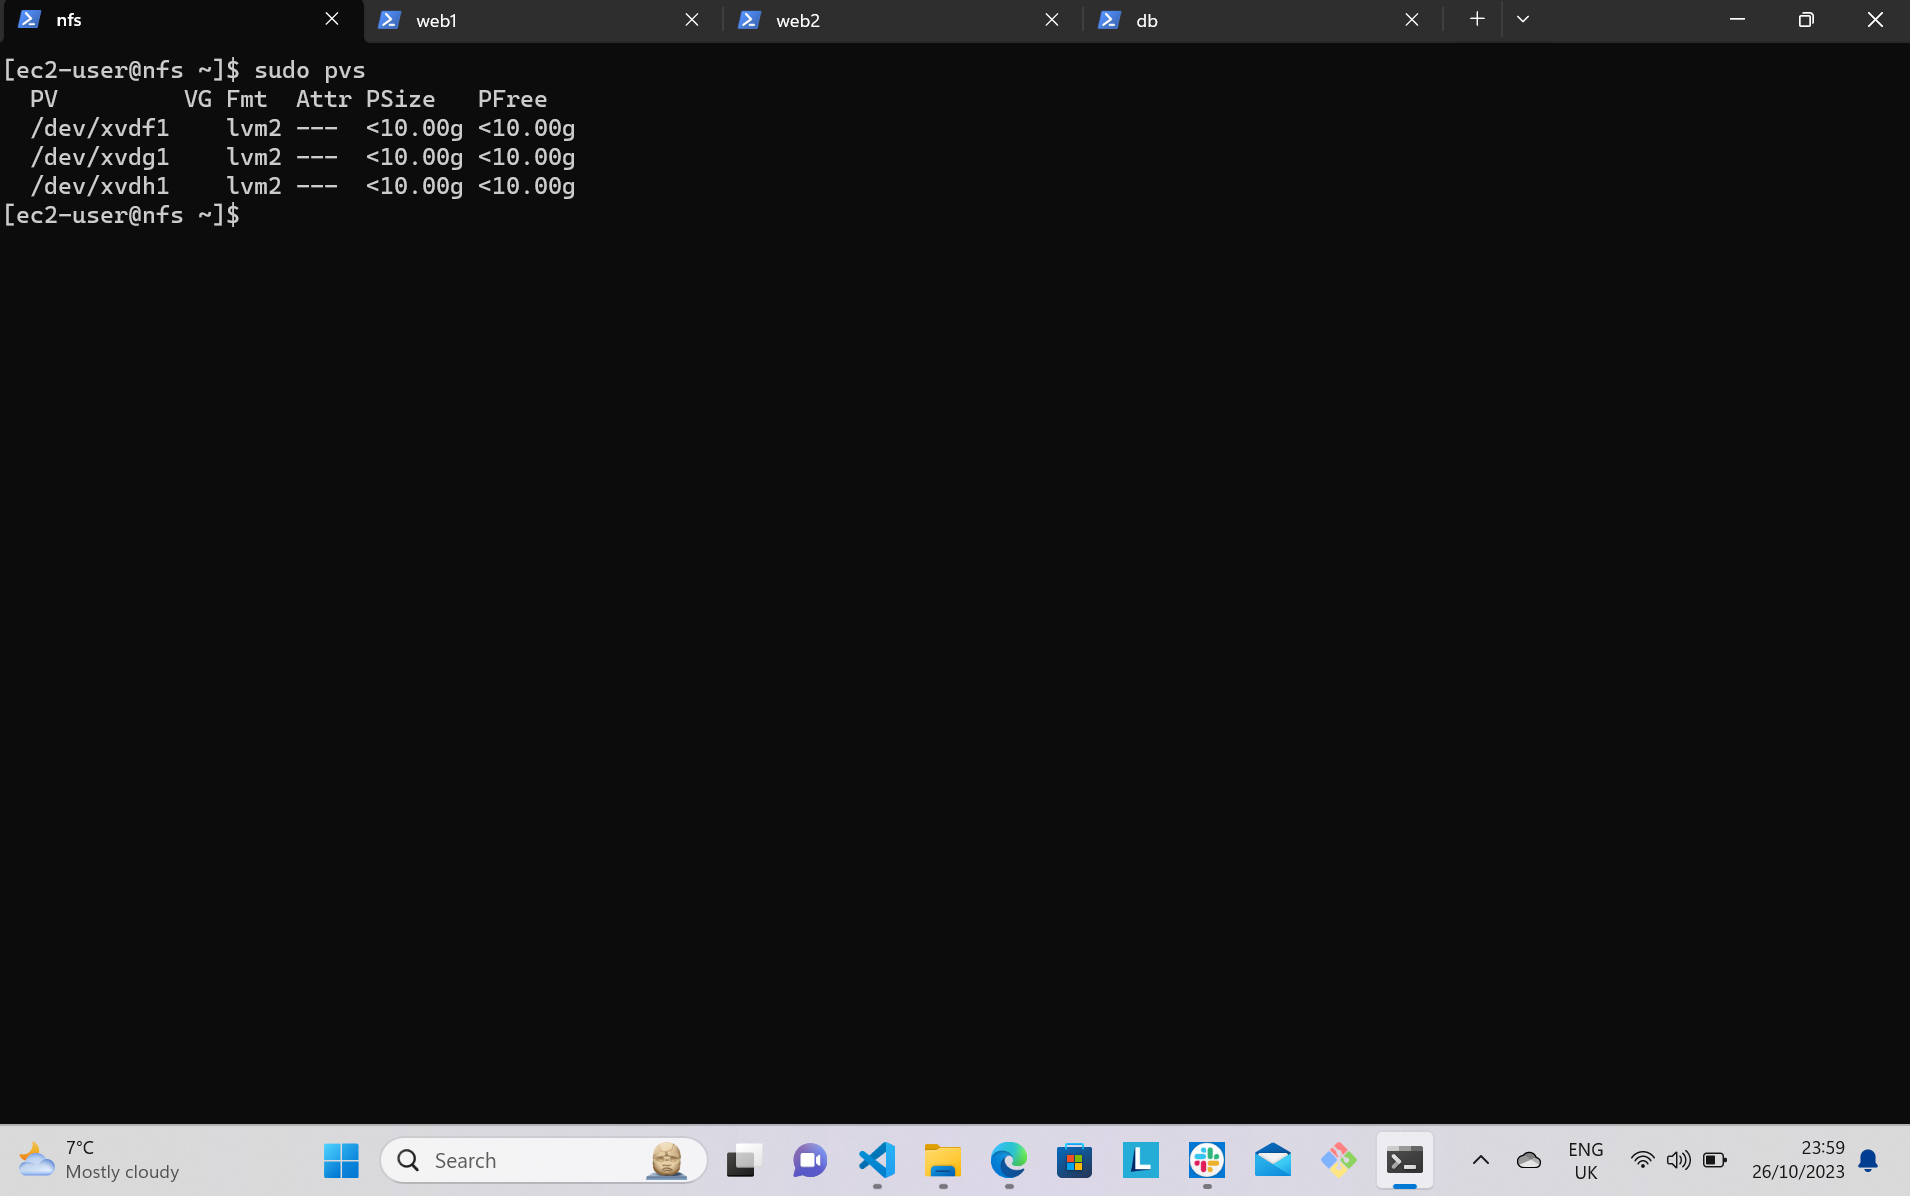 nfs
web1
web2
db
[ec2-user@nfs ~]$ sudo pvs
  PV         VG Fmt  Attr PSize   PFree
  /dev/xvdf1    lvm2 ---  <10.00g <10.00g
  /dev/xvdg1    lvm2 ---  <10.00g <10.00g
  /dev/xvdh1    lvm2 ---  <10.00g <10.00g
[ec2-user@nfs ~]$
7°C
Mostly cloudy
Search
L
ENG
UK
23:59
26/10/2023